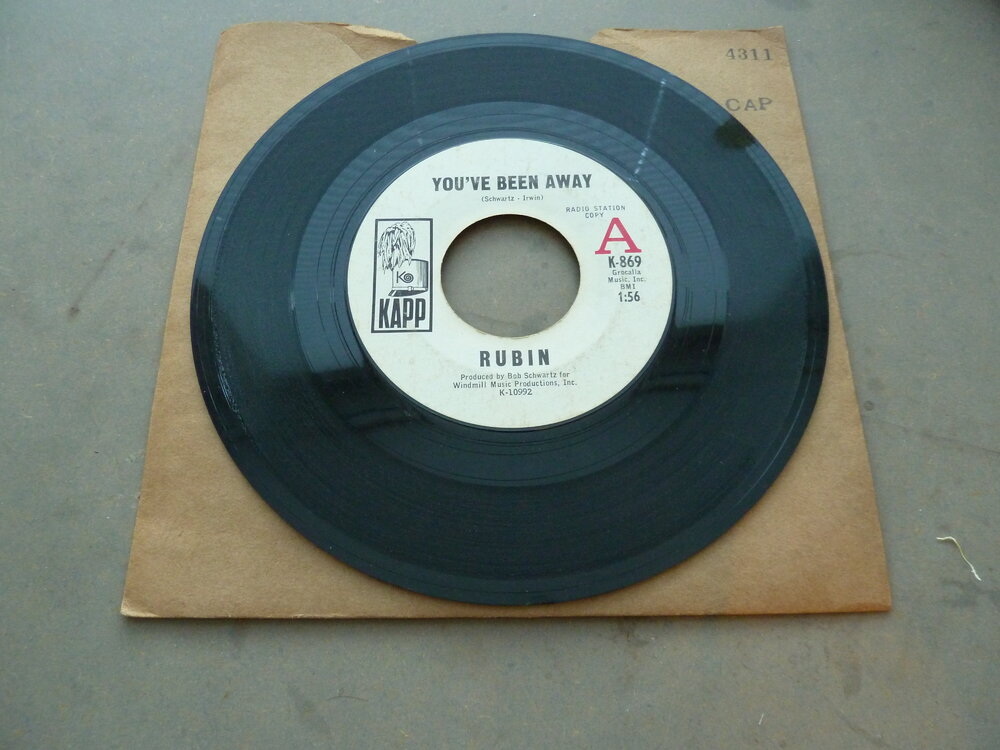 4311
CAP
YOU'VE BEEN AWAY
(Schwartz - Irwin)
RADIO STATION
COPY
A
K-869
Grocalla
Music, Inc.
BMI
1:56
K
KAPP
RUBIN
Produced by Bob Schwartz for
Windmill Music Productions, Inc.
K-10992